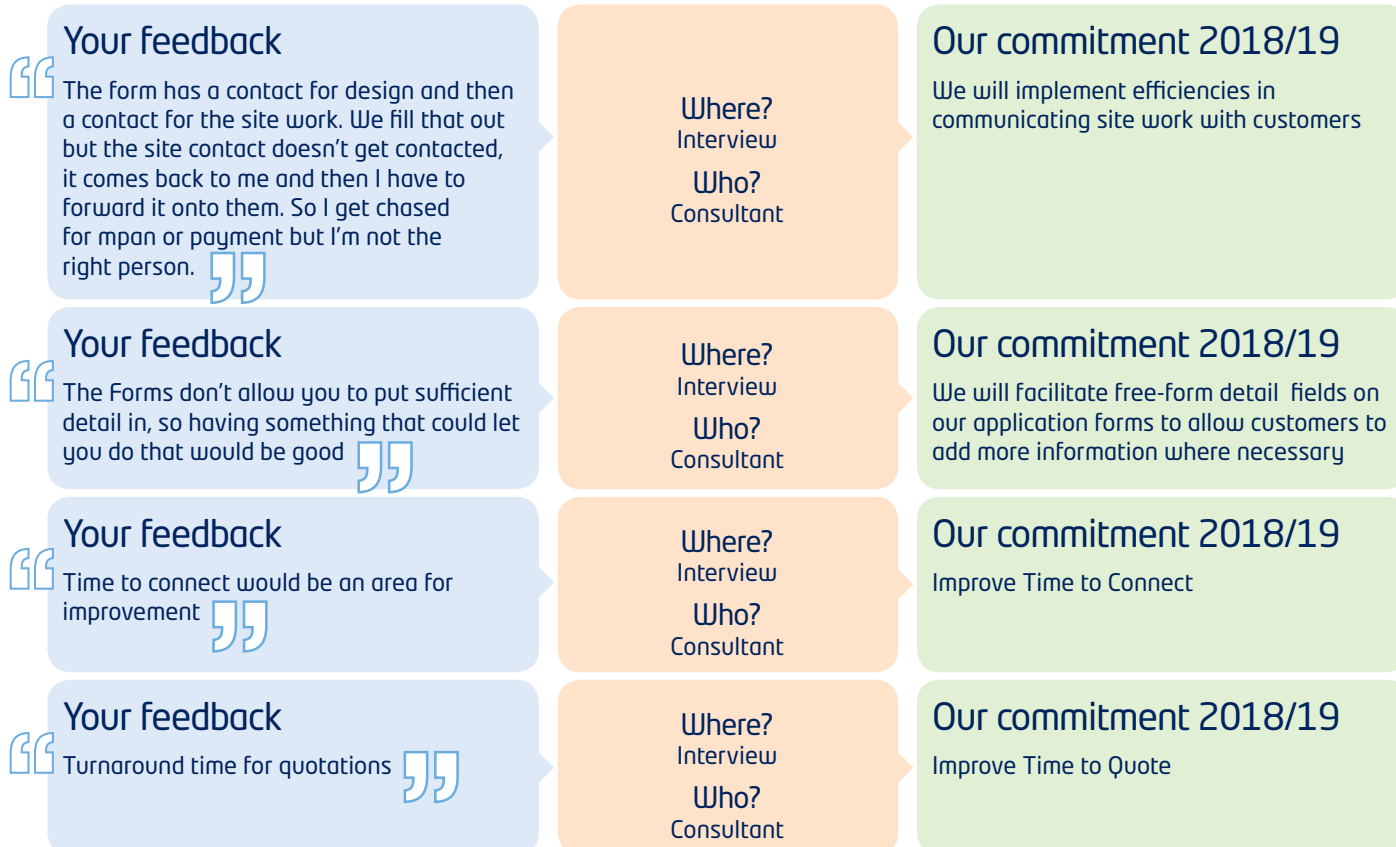 Your feedback
“ The form has a contact for design and then
a contact for the site work. We fill that out
but the site contact doesn't get contacted,
it comes back to me and then I have to
forward it onto them. So I get chased
for mpan or payment but I'm not the
right person. ”
Where?
Interview
Who?
Consultant
Our commitment 2018/19
We will implement efficiencies in
communicating site work with customers
Your feedback
“ The Forms don't allow you to put sufficient
detail in, so having something that could let
you do that would be good ”
Where?
Interview
Who?
Consultant
Our commitment 2018/19
We will facilitate free-form detail fields on
our application forms to allow customers to
add more information where necessary
Your feedback
“ Time to connect would be an area for
improvement ”
Where?
Interview
Who?
Consultant
Our commitment 2018/19
Improve Time to Connect
Your feedback
“ Turnaround time for quotations ”
Where?
Interview
Who?
Consultant
Our commitment 2018/19
Improve Time to Quote